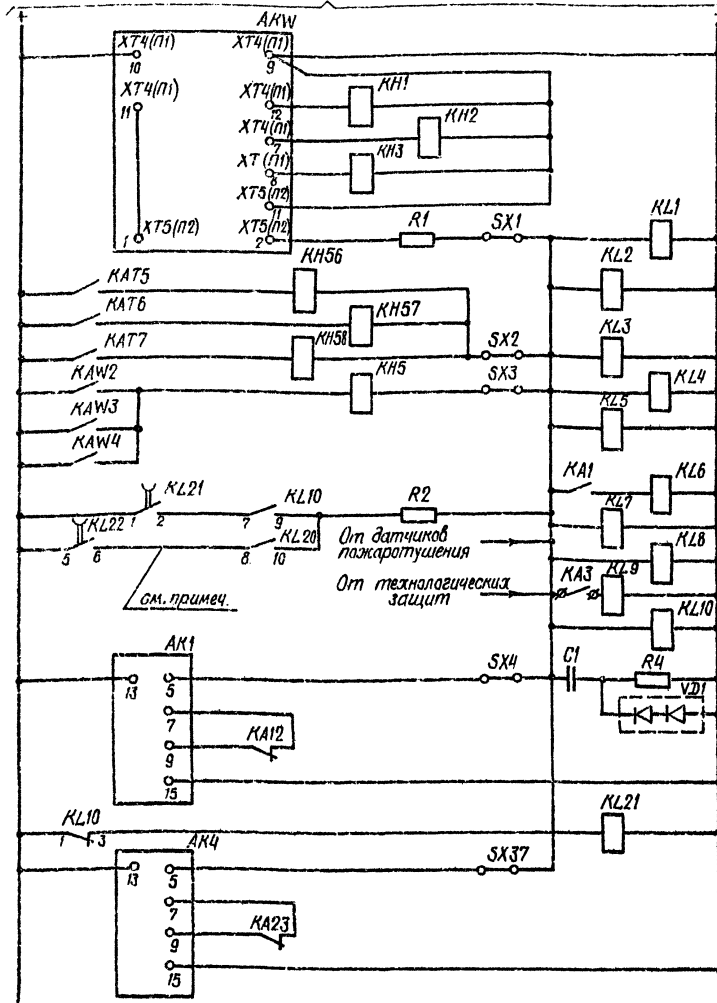 +
-
AKW
XT4(П1) XT4(П1)
10 9
XT4(П1) XT4(П1) KH1
11 12
XT4(П1) KH2
7
XT(П1) KH3
8
XT5(П2)
11
XT5(П2) XT5(П2) R1 SX1 KL1
1 2
KH56 KL2
KAT5
KAT6 KH57
KAT7 KH58 SX2 KL3
KAW2 KH5 SX3 KL4
KAW3 KL5
KAW4
KA1 KL6
KL21 KL10 R2 KL7
1 2 7 9
KL22 KL20 От датчиков
пожаротушения KL8
5 6 8 10
От технологических
защит KA3 KL9
см. примеч. KL10
AK1
13 5 SX4 C1 R4
7 VD1
KA12
9
15
KL10 KL21
1 3
AK4
13 5 SX37
7
KA23
9
15